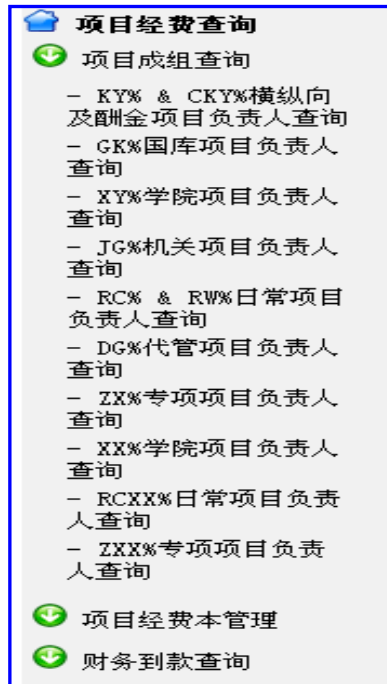 项目经费查询
项目成组查询
- KY% & CKY%横纵向
及酬金项目负责人查询
- GK%国库项目负责人
查询
- XY%学院项目负责人
查询
- JG%机关项目负责人
查询
- RC% & RW%日常项目
负责人查询
- DG%代管项目负责人
查询
- ZX%专项项目负责人
查询
- XX%学院项目负责人
查询
- RCXX%日常项目负责
人查询
- ZXX%专项项目负责
人查询
项目经费本管理
财务到款查询